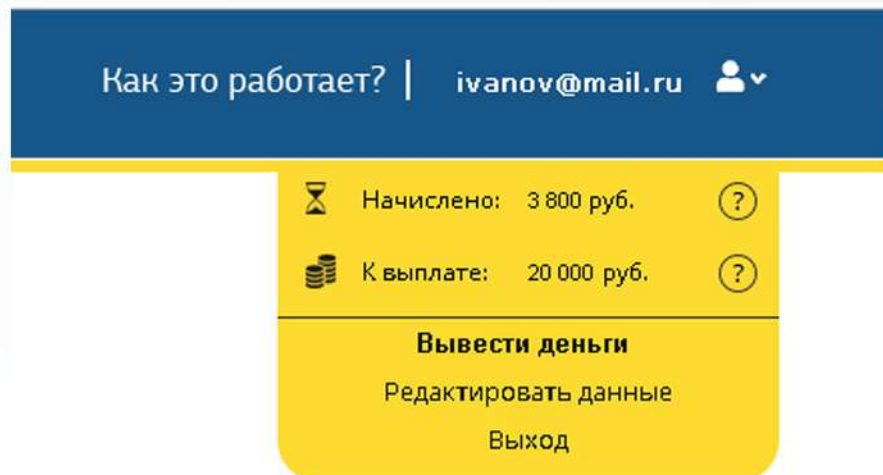 Как это работает? | ivanov@mail.ru
Начислено: 3 800 руб. ?
К выплате: 20 000 руб. ?
Вывести деньги
Редактировать данные
Выход